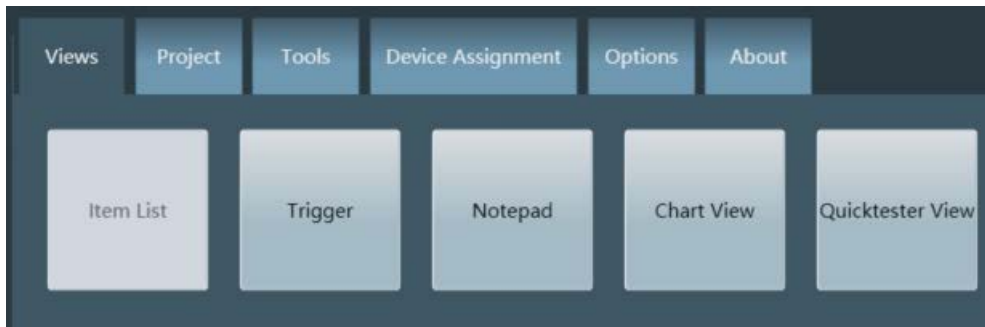 Views Project Tools Device Assignment Options About
Item List Trigger Notepad Chart View Quicktester View